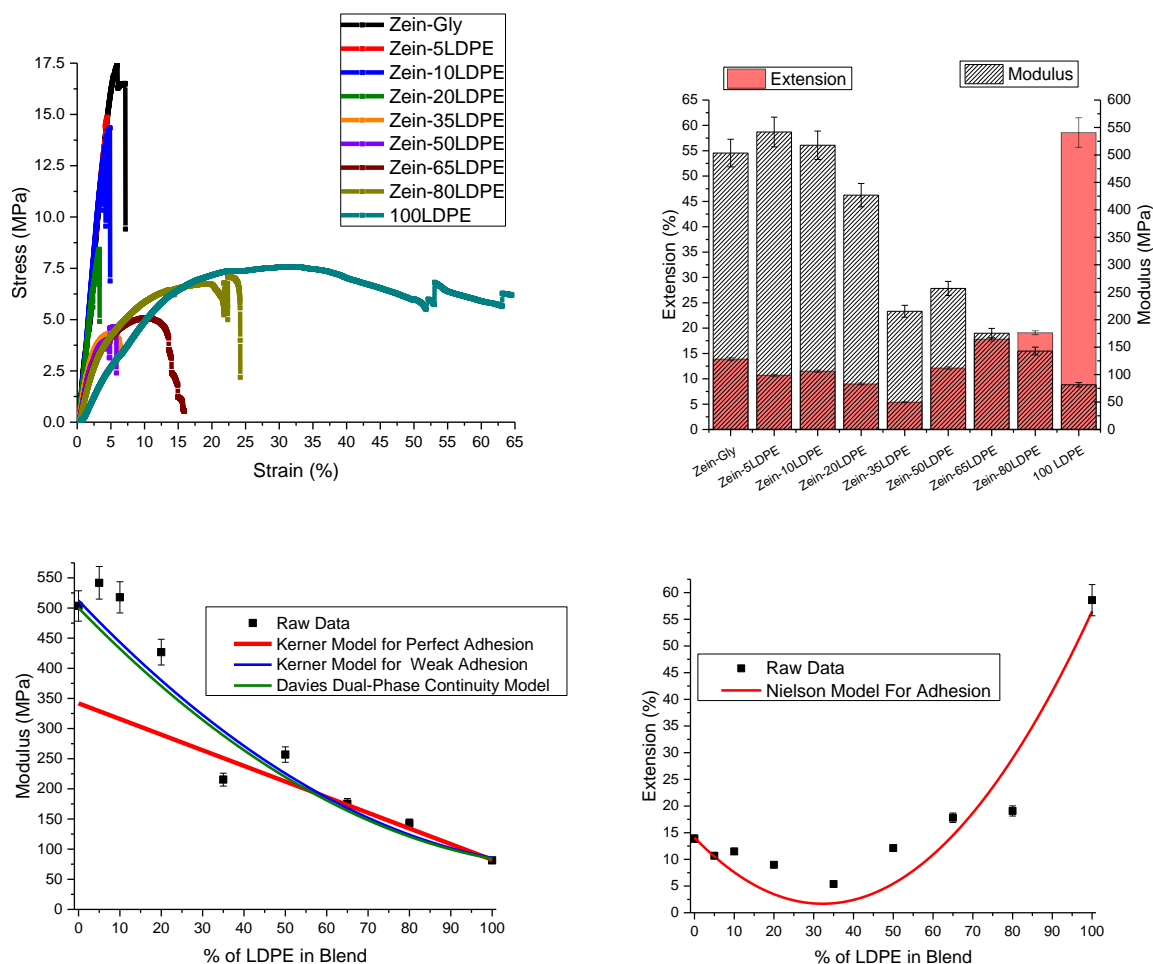 Zein-Gly
Zein-5LDPE
Zein-10LDPE
Zein-20LDPE
Zein-35LDPE
Zein-50LDPE
Zein-65LDPE
Zein-80LDPE
100LDPE
17.5
15.0
12.5
10.0
7.5
5.0
2.5
0.0
Stress (MPa)
0 5 10 15 20 25 30 35 40 45 50 55 60 65
Strain (%)
Extension
Modulus
65
60
55
50
45
40
35
30
25
20
15
10
5
0
Extension (%)
600
550
500
450
400
350
300
250
200
150
100
50
0
Modulus (MPa)
Zein-Gly
Zein-5LDPE
Zein-10LDPE
Zein-20LDPE
Zein-35LDPE
Zein-50LDPE
Zein-65LDPE
Zein-80LDPE
100 LDPE
550
500
450
400
350
300
250
200
150
100
50
0
Modulus (MPa)
Raw Data
Kerner Model for Perfect Adhesion
Kerner Model for Weak Adhesion
Davies Dual-Phase Continuity Model
0 10 20 30 40 50 60 70 80 90 100
% of LDPE in Blend
60
55
50
45
40
35
30
25
20
15
10
5
0
Extension (%)
Raw Data
Nielson Model For Adhesion
0 10 20 30 40 50 60 70 80 90 100
% of LDPE in Blend